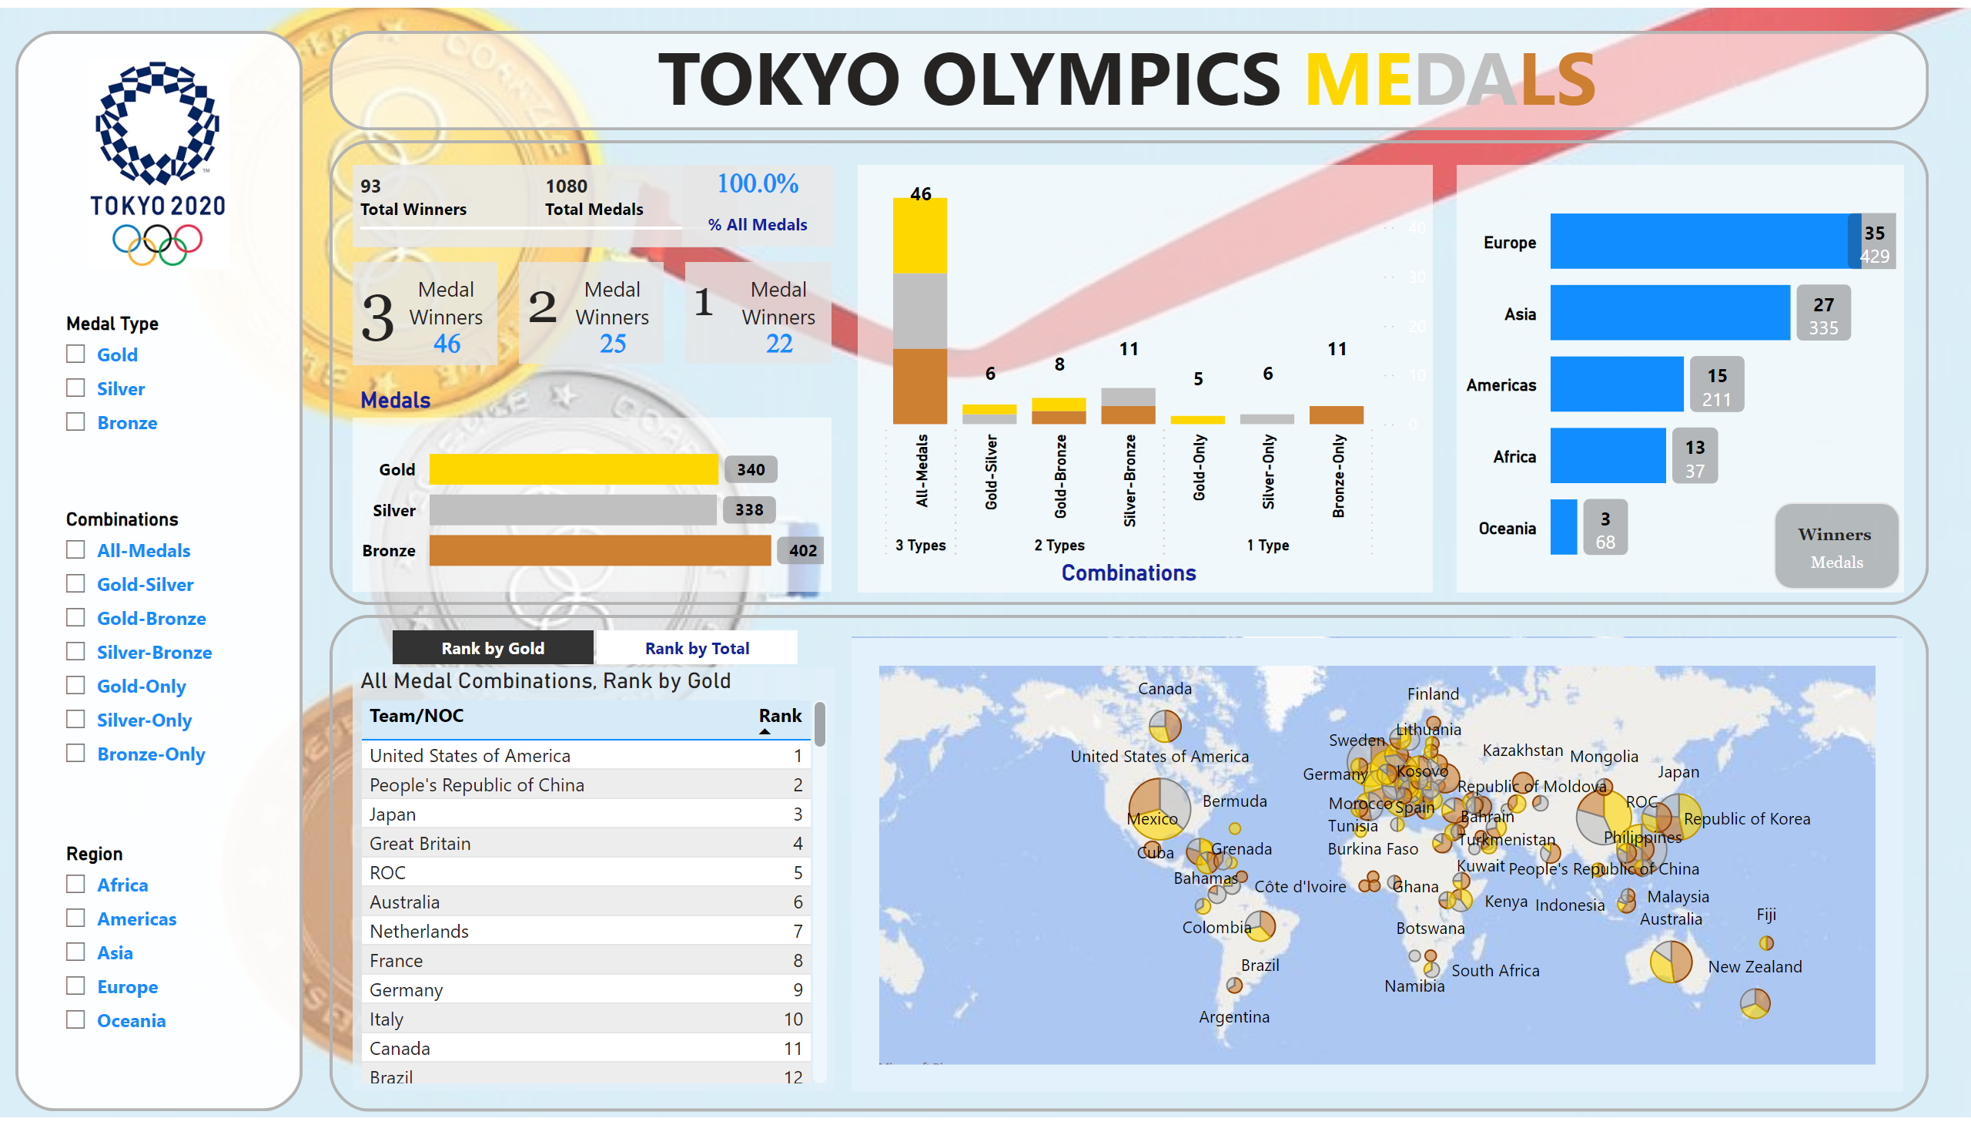 TOKYO OLYMPICS MEDALS
TOKYO 2020
Medal Type
Gold
Silver
Bronze
Combinations
All-Medals
Gold-Silver
Gold-Bronze
Silver-Bronze
Gold-Only
Silver-Only
Bronze-Only
Region
Africa
Americas
Asia
Europe
Oceania
93
Total Winners
1080
Total Medals
100.0%
% All Medals
3 Medal Winners 46
2 Medal Winners 25
1 Medal Winners 22
Medals
Gold 340
Silver 338
Bronze 402
46
6
8
11
5
6
11
40
30
20
10
0
All-Medals
Gold-Silver
Gold-Bronze
Silver-Bronze
Gold-Only
Silver-Only
Bronze-Only
3 Types
2 Types
1 Type
Combinations
Europe 35 429
Asia 27 335
Americas 15 211
Africa 13 37
Oceania 3 68
Winners
Medals
Rank by Gold
Rank by Total
All Medal Combinations, Rank by Gold
Team/NOC Rank
United States of America 1
People's Republic of China 2
Japan 3
Great Britain 4
ROC 5
Australia 6
Netherlands 7
France 8
Germany 9
Italy 10
Canada 11
Brazil 12
Canada
Finland
Lithuania
Sweden
United States of America
Kazakhstan
Mongolia
Germany
Kosovo
Japan
Republic of Moldova
Bermuda
Morocco
Spain
ROC
Mexico
Tunisia
Bahrain
Republic of Korea
Philippines
Turkmenistan
Cuba
Grenada
Burkina Faso
Kuwait
People's Republic of China
Bahamas
Côte d'Ivoire
Ghana
Kenya
Indonesia
Malaysia
Australia
Fiji
Colombia
Botswana
Brazil
South Africa
New Zealand
Namibia
Argentina